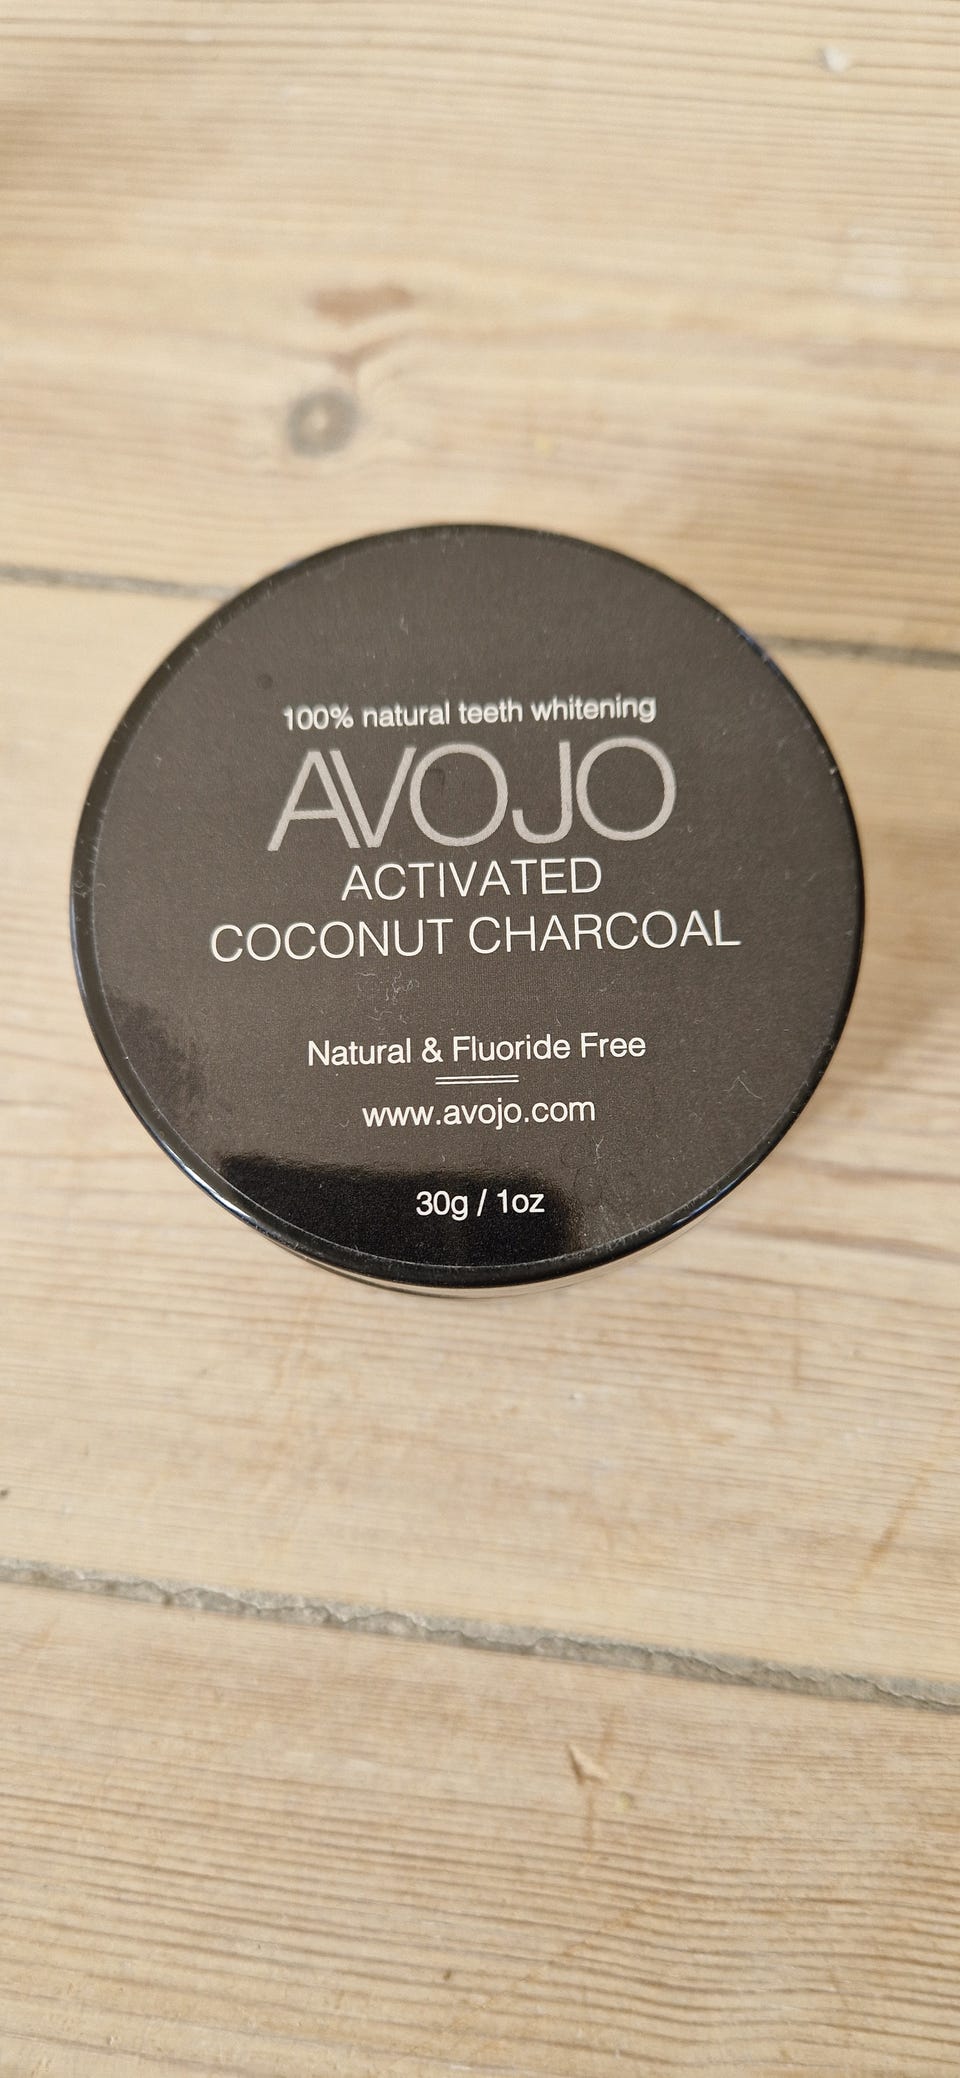 100% natural teeth whitening
AVOJO
ACTIVATED
COCONUT CHARCOAL
Natural & Fluoride Free
www.avojo.com
30g / 1oz